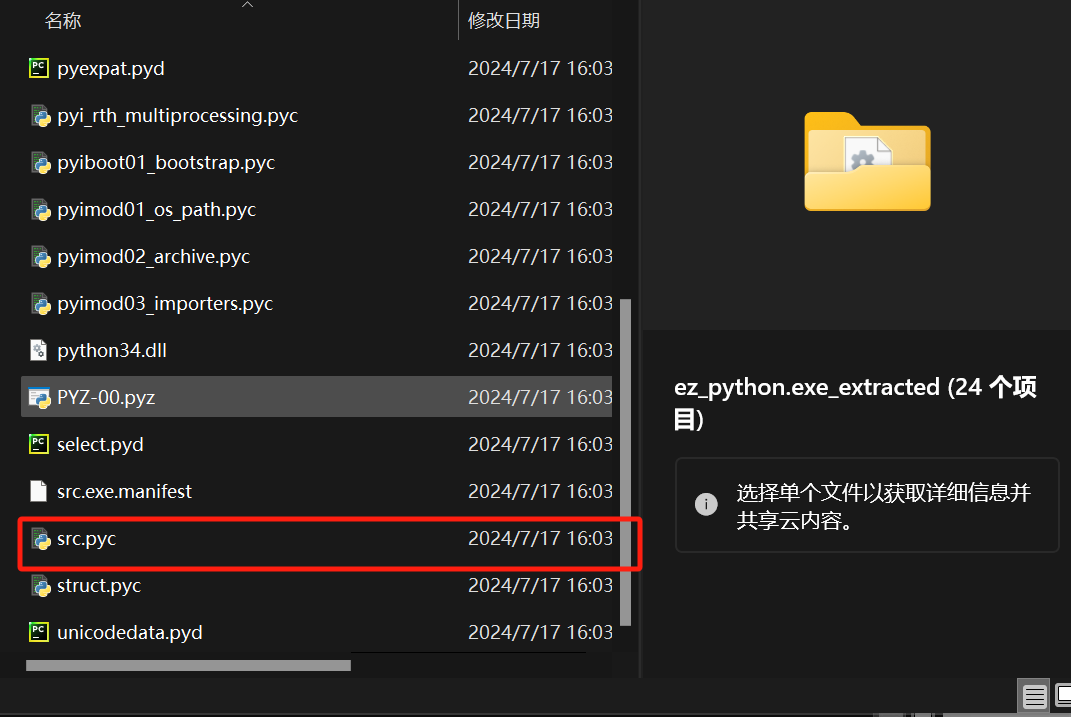 名称 修改日期
pyexpat.pyd 2024/7/17 16:03
pyi_rth_multiprocessing.pyc 2024/7/17 16:03
pyiboot01_bootstrap.pyc 2024/7/17 16:03
pyimod01_os_path.pyc 2024/7/17 16:03
pyimod02_archive.pyc 2024/7/17 16:03
pyimod03_importers.pyc 2024/7/17 16:03
python34.dll 2024/7/17 16:03
PYZ-00.pyz 2024/7/17 16:03
select.pyd 2024/7/17 16:03
src.exe.manifest 2024/7/17 16:03
src.pyc 2024/7/17 16:03
struct.pyc 2024/7/17 16:03
unicodedata.pyd 2024/7/17 16:03
ez_python.exe_extracted (24 个项
目)
选择单个文件以获取详细信息并
共享云内容。